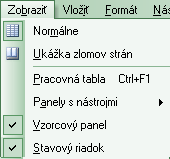 Zobraziť Vložiť Formát Nás
Normálne
Ukážka zlomov strán
Pracovná tabla Ctrl+F1
Panely s nástrojmi
Vzorcový panel
Stavový riadok